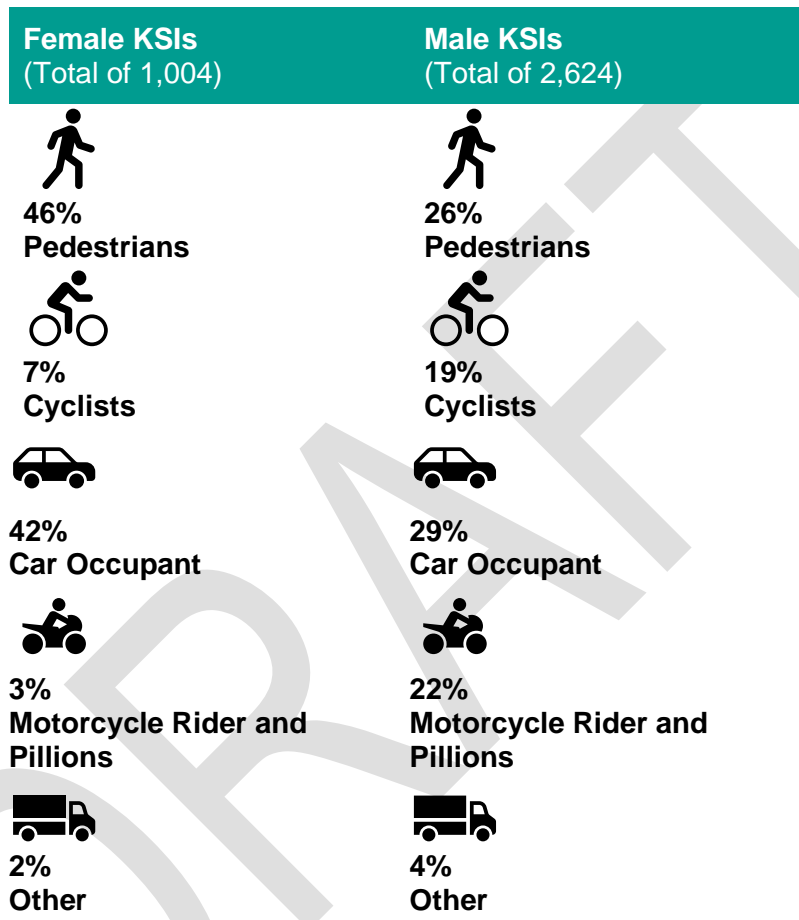 Female KSIs
(Total of 1,004)
Male KSIs
(Total of 2,624)
46%
Pedestrians
26%
Pedestrians
7%
Cyclists
19%
Cyclists
42%
Car Occupant
29%
Car Occupant
3%
Motorcycle Rider and
Pillions
22%
Motorcycle Rider and
Pillions
2%
Other
4%
Other
DRAFT